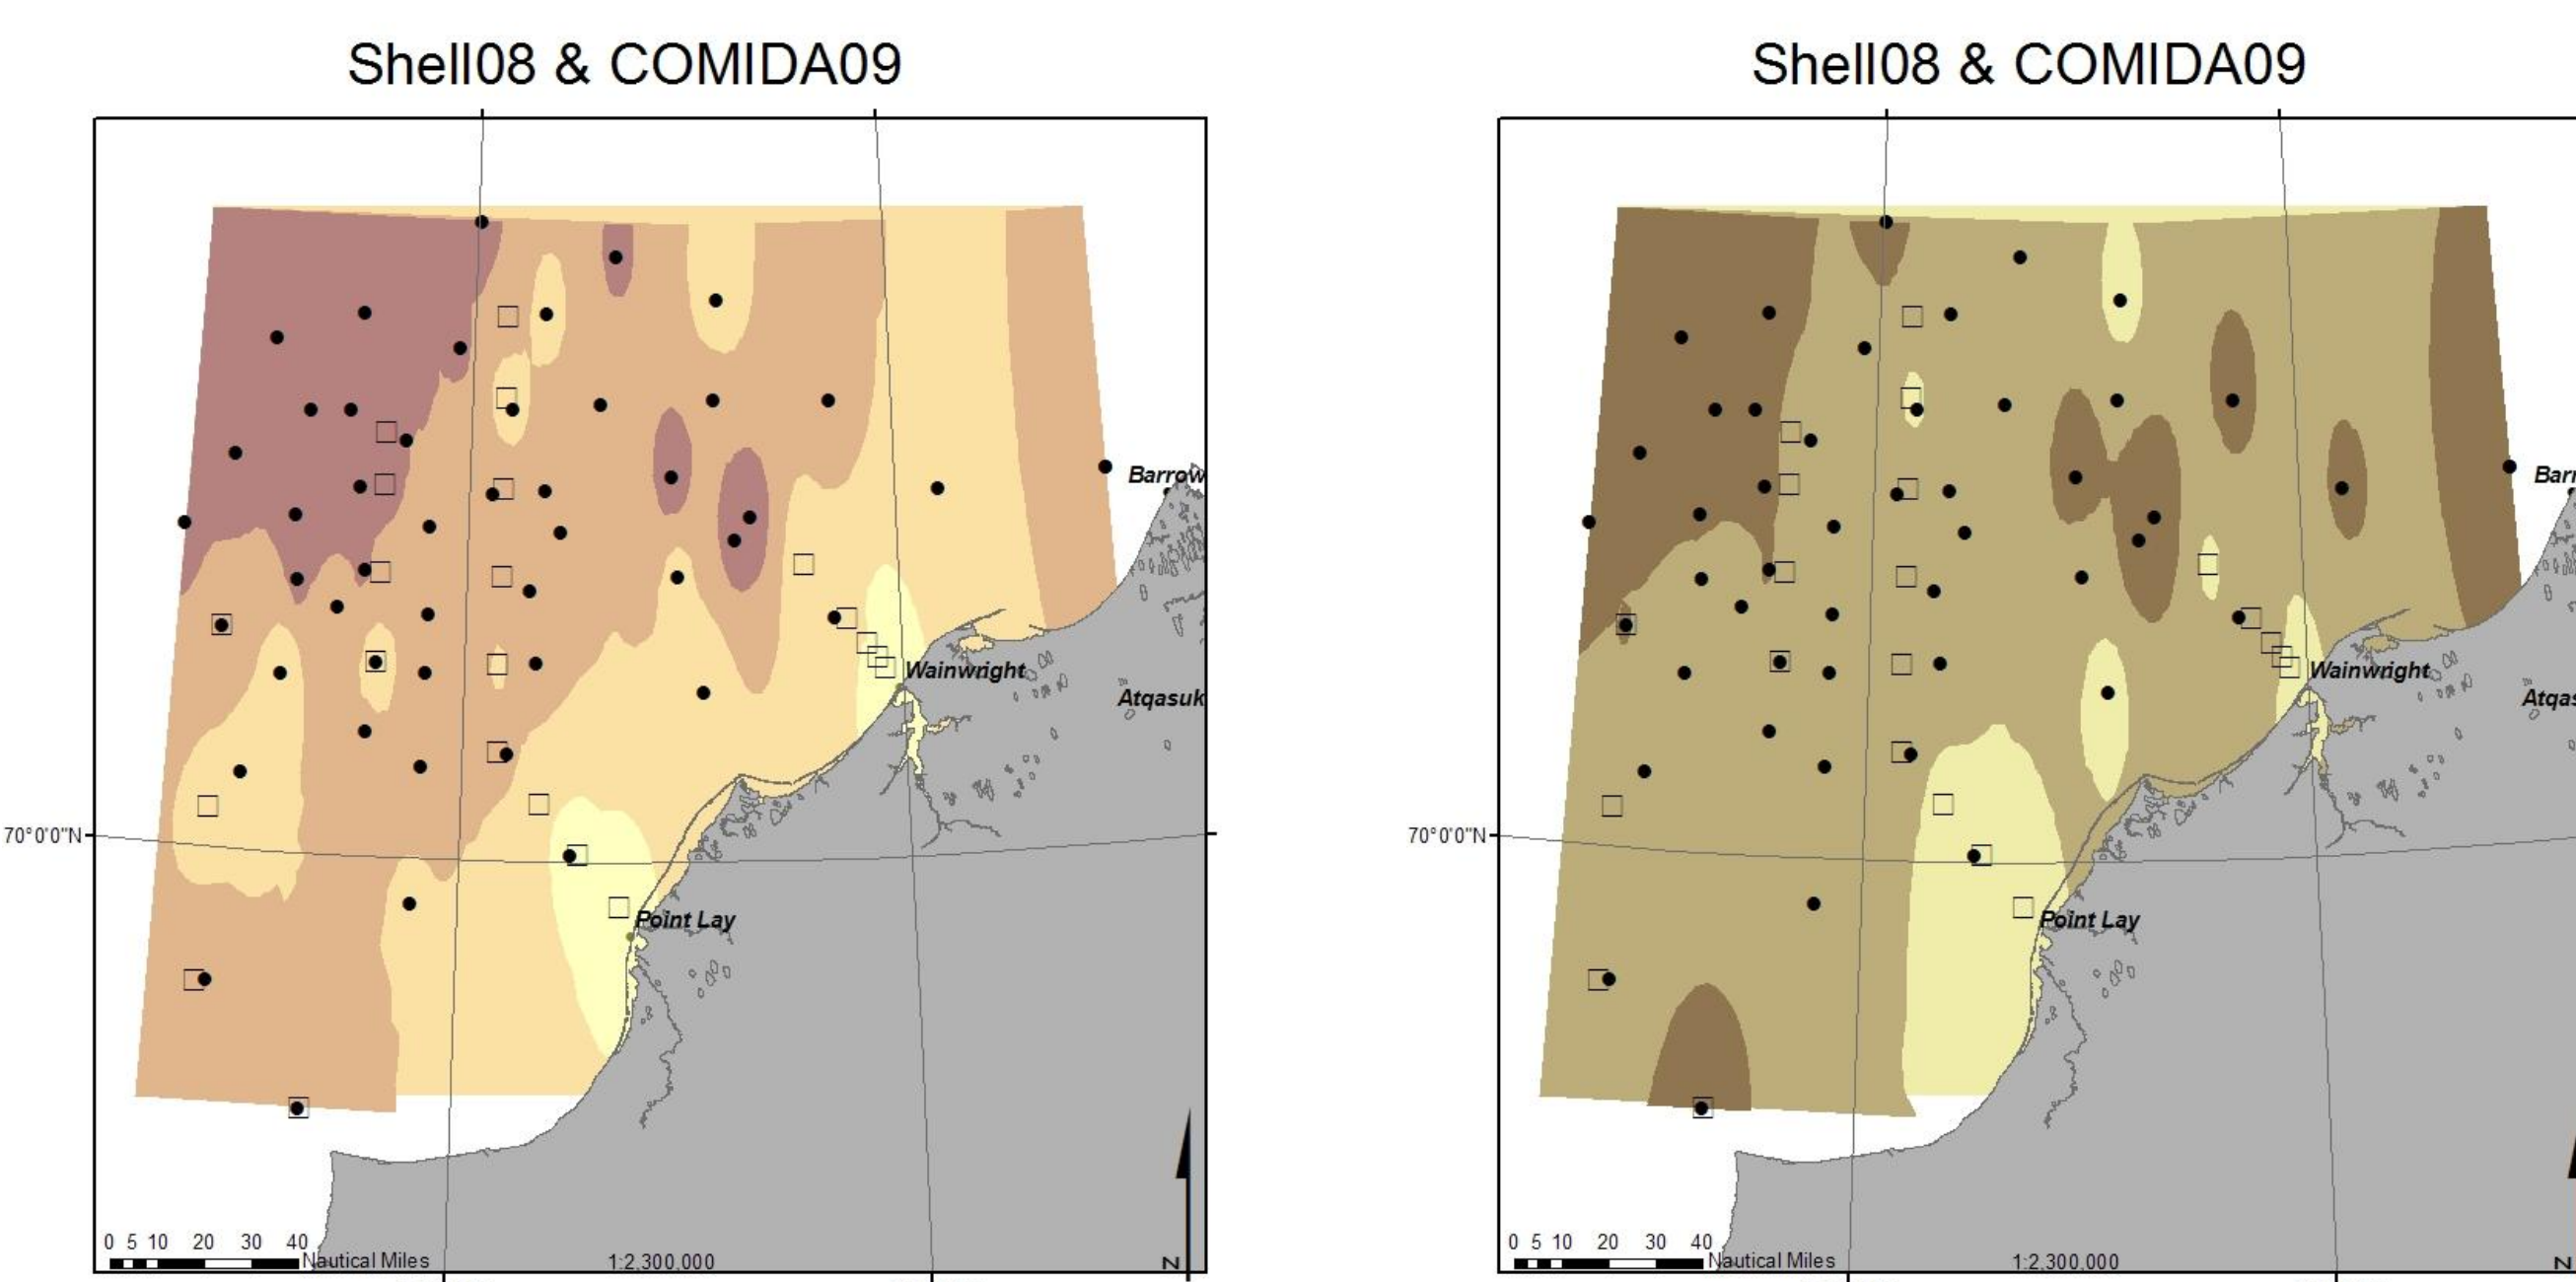 Shell08 & COMIDA09
Barrow
Wainwright
Atqasuk
70°0'0"N
Point Lay
0 5 10 20 30 40
Nautical Miles
1:2,300,000
Z
Shell08 & COMIDA09
Barr
Wainwright
Atqas
70°0'0"N
Point Lay
0 5 10 20 30 40
Nautical Miles
1:2,300,000
Z